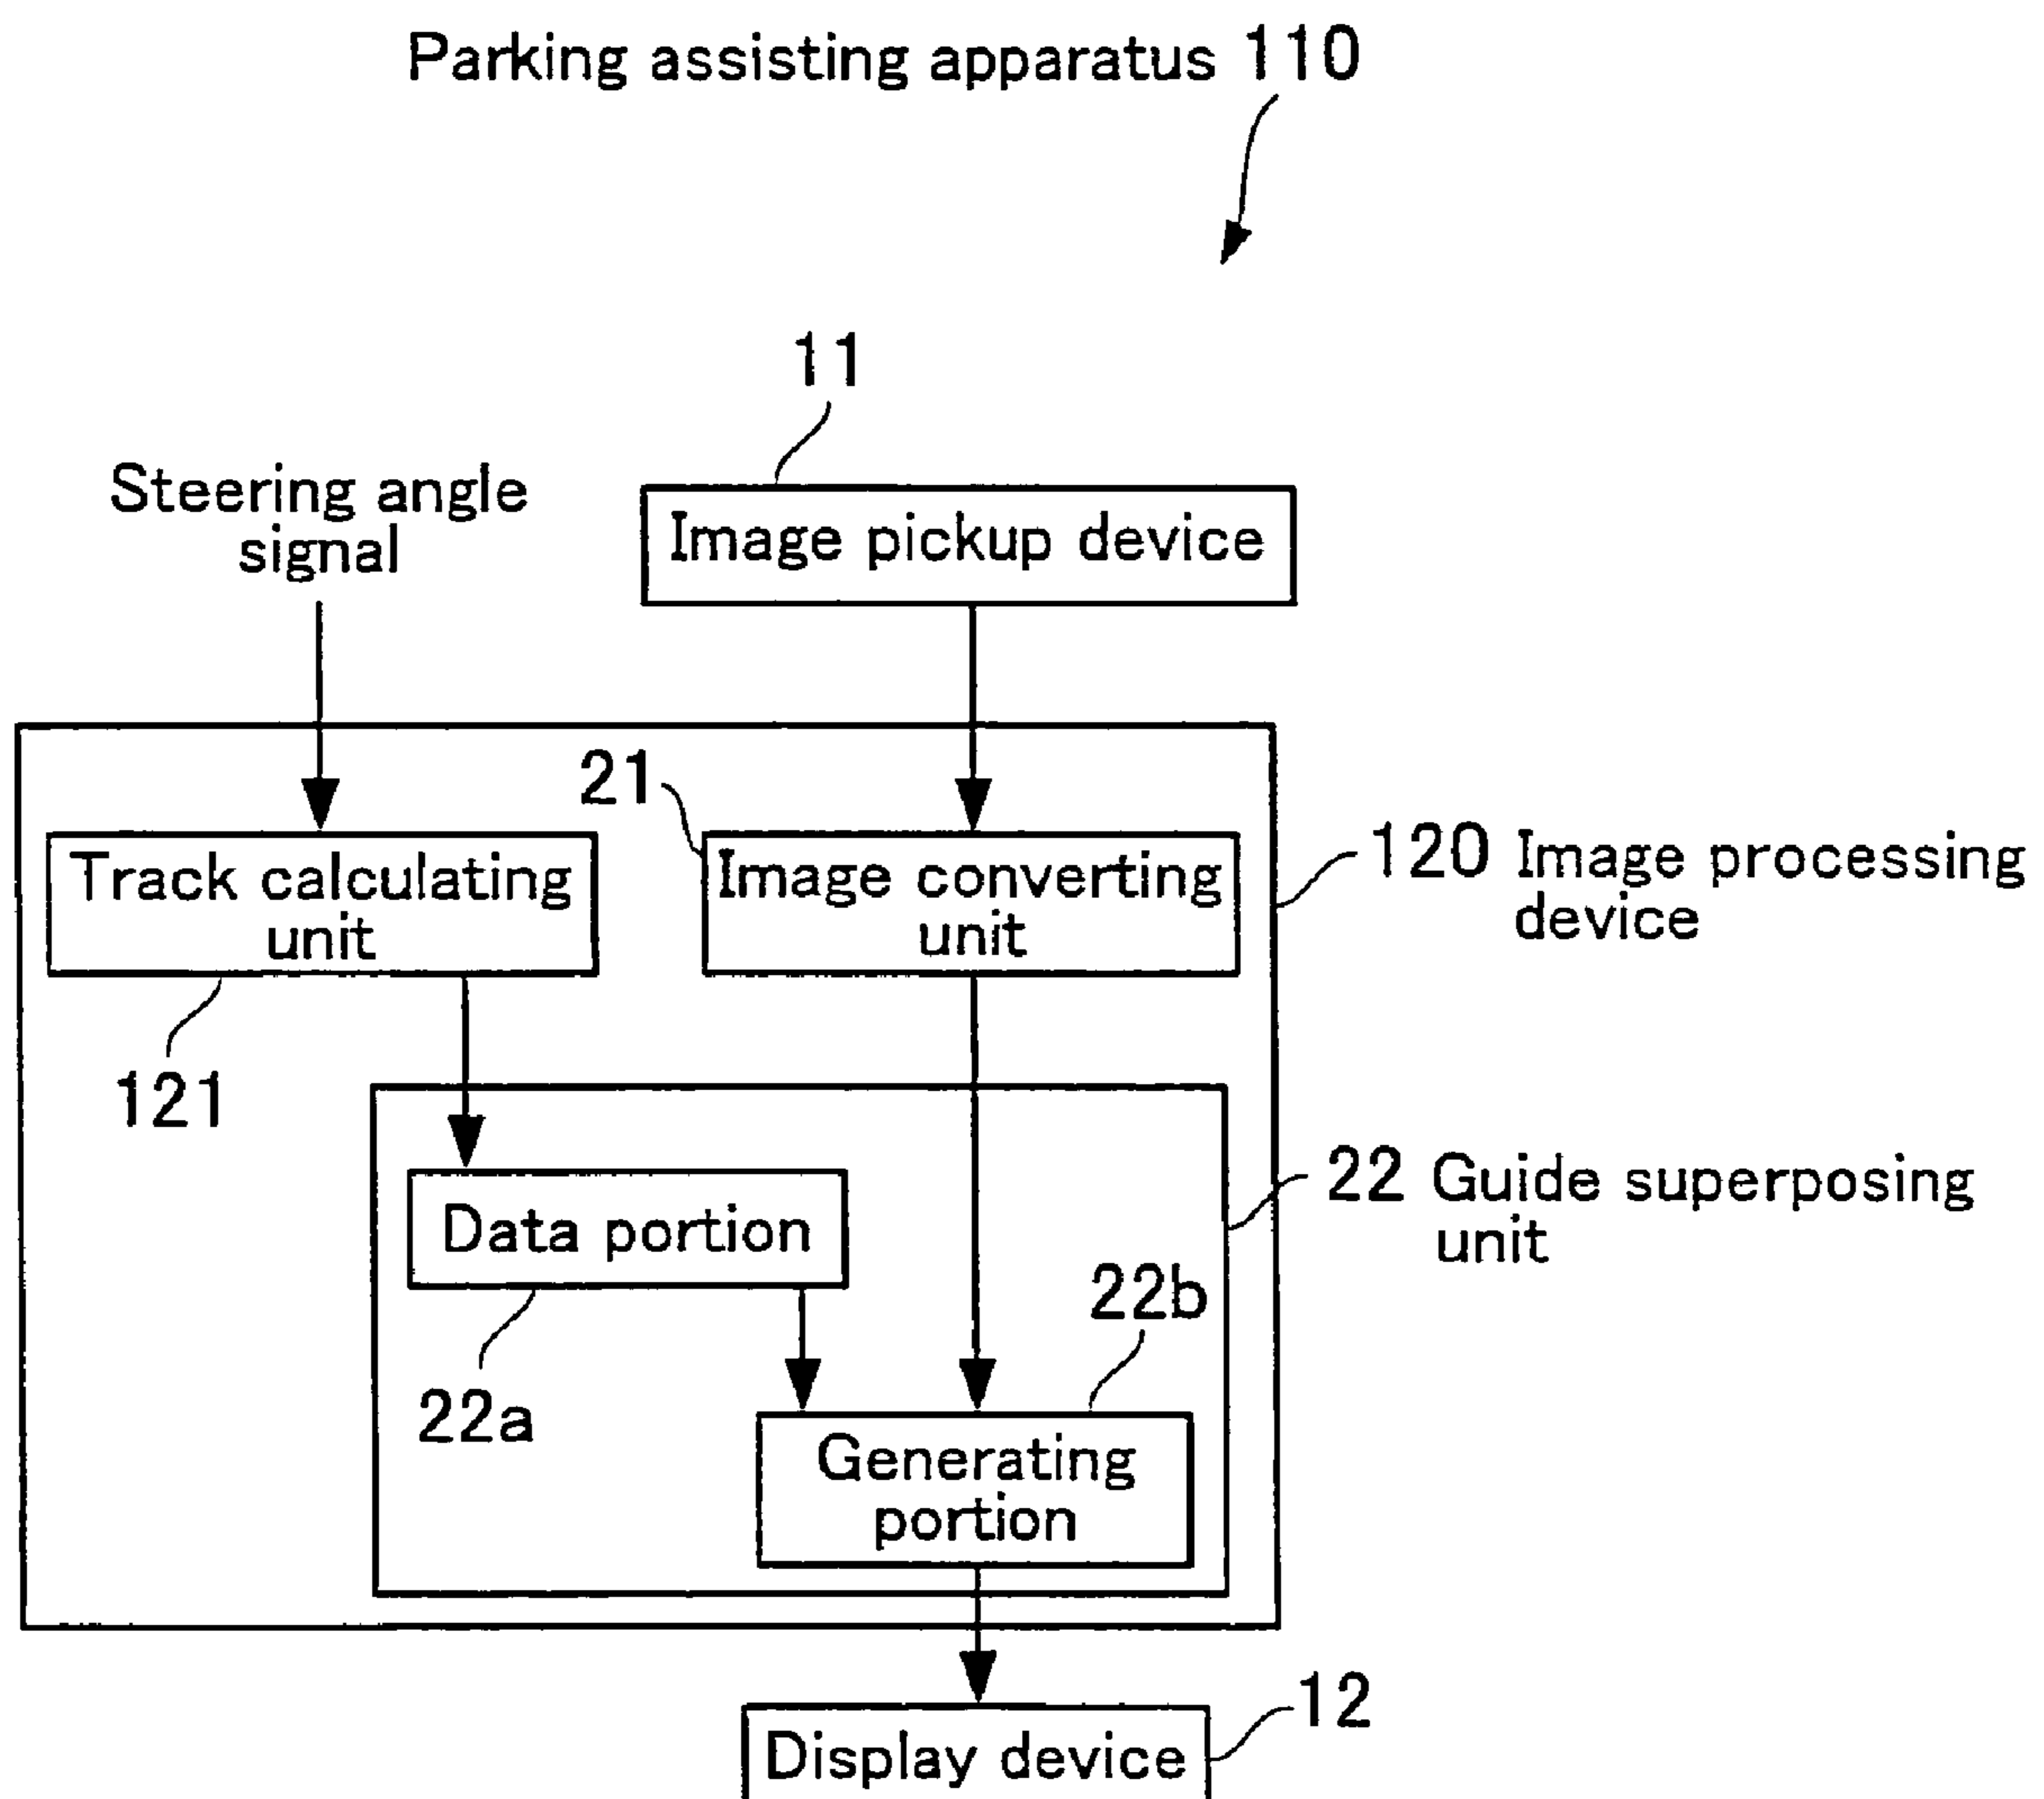 Parking assisting apparatus 110
11
Steering angle
signal
Image pickup device
21
Track calculating
unit
Image converting
unit
120 Image processing
device
121
22 Guide superposing
unit
Data portion
22b
22a
Generating
portion
12
Display device